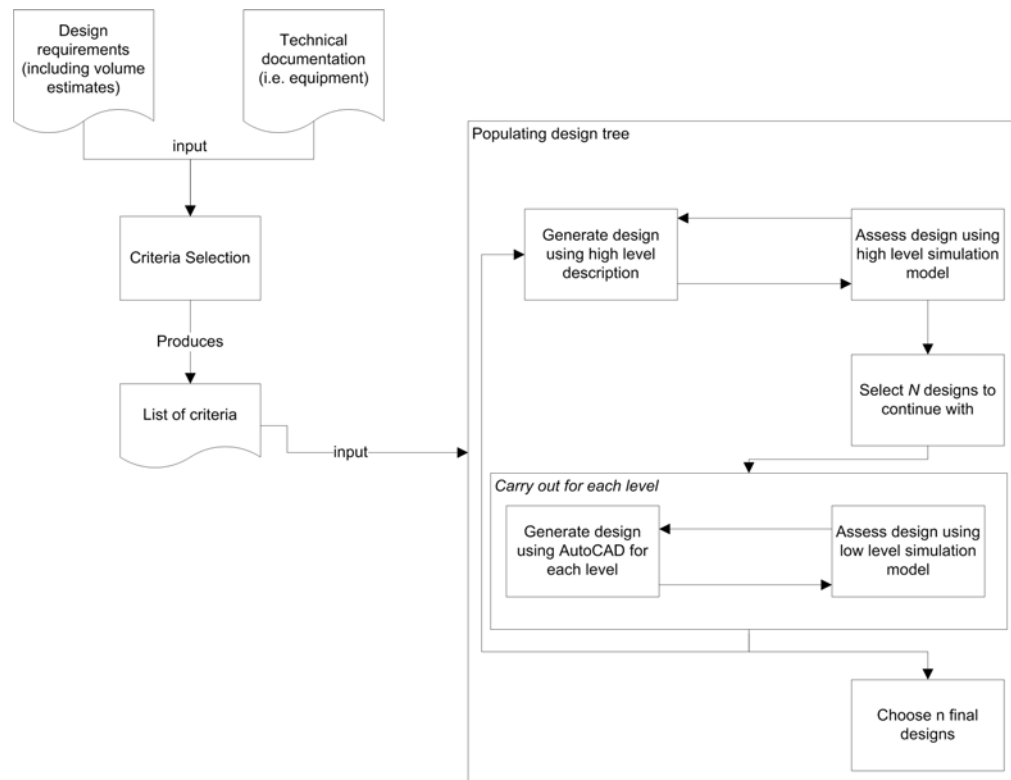 Design
requirements
(including volume
estimates)
Technical
documentation
(i.e. equipment)
input
Criteria Selection
Produces
List of criteria
input
Populating design tree
Generate design
using high level
description
Assess design using
high level simulation
model
Select N designs to
continue with
Carry out for each level
Generate design
using AutoCAD for
each level
Assess design using
low level simulation
model
Choose n final
designs